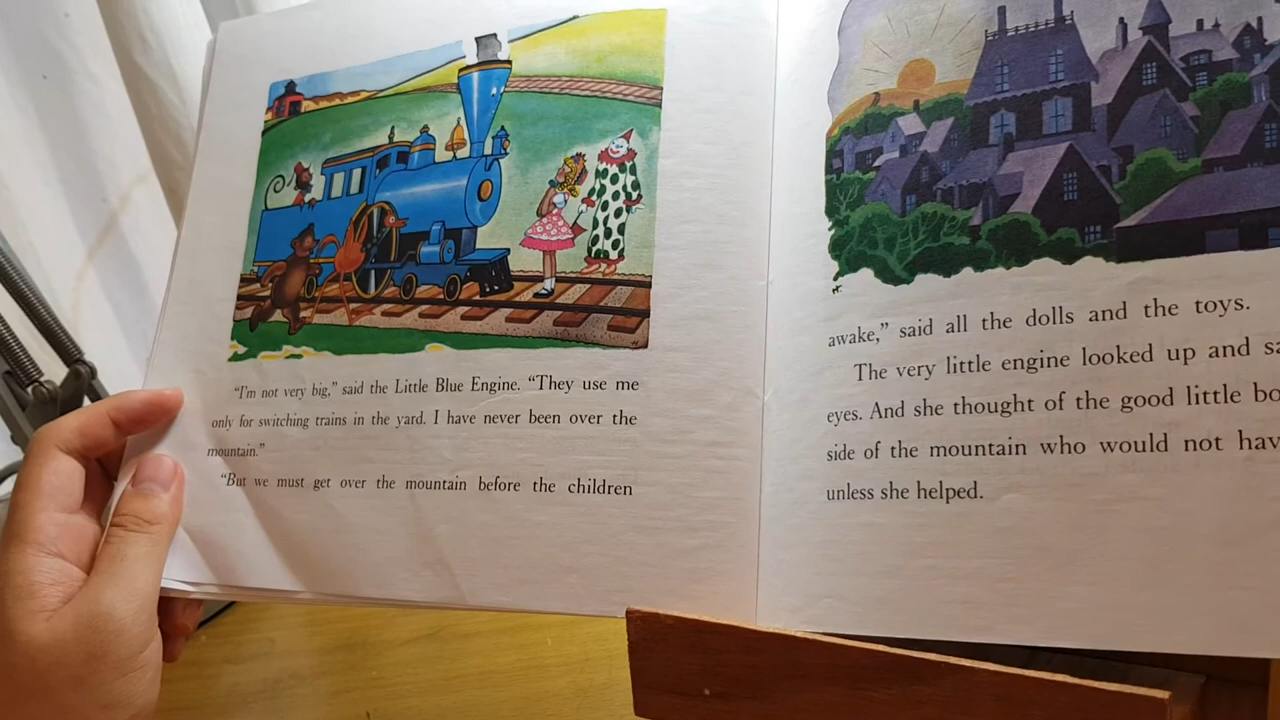 "I'm not very big," said the Little Blue Engine. "They use me
only for switching trains in the yard. I have never been over the
mountain."
"But we must get over the mountain before the children
awake," said all the dolls and the toys.
The very little engine looked up and
eyes. And she thought of the good little
side of the mountain who would not
unless she helped.